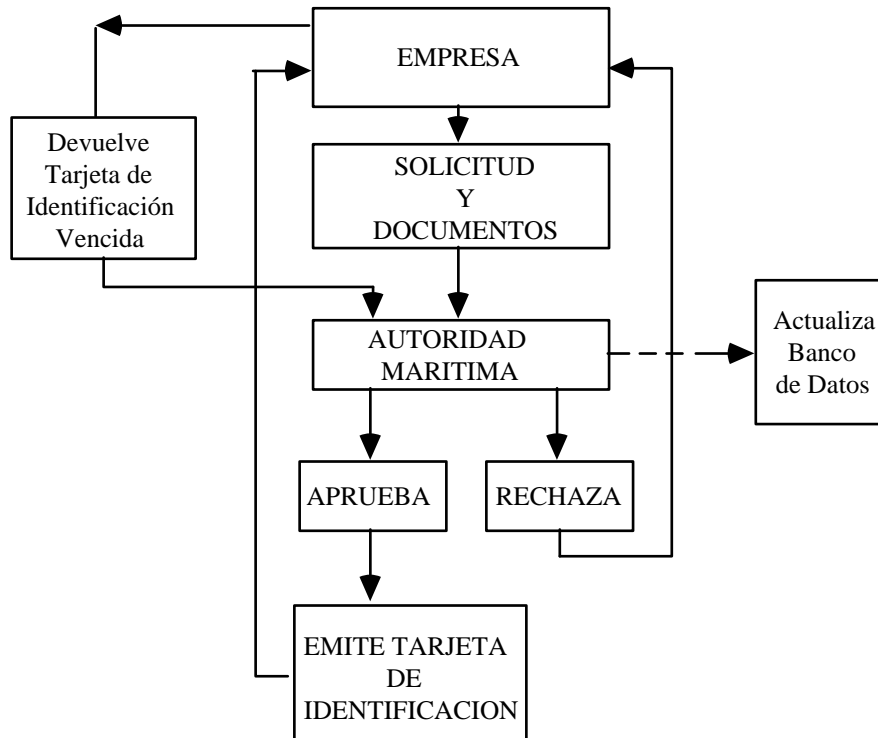 EMPRESA
Devuelve
Tarjeta de
Identificación
Vencida
SOLICITUD
Y
DOCUMENTOS
AUTORIDAD
MARITIMA
Actualiza
Banco
de Datos
APRUEBA
RECHAZA
EMITE TARJETA
DE
IDENTIFICACION